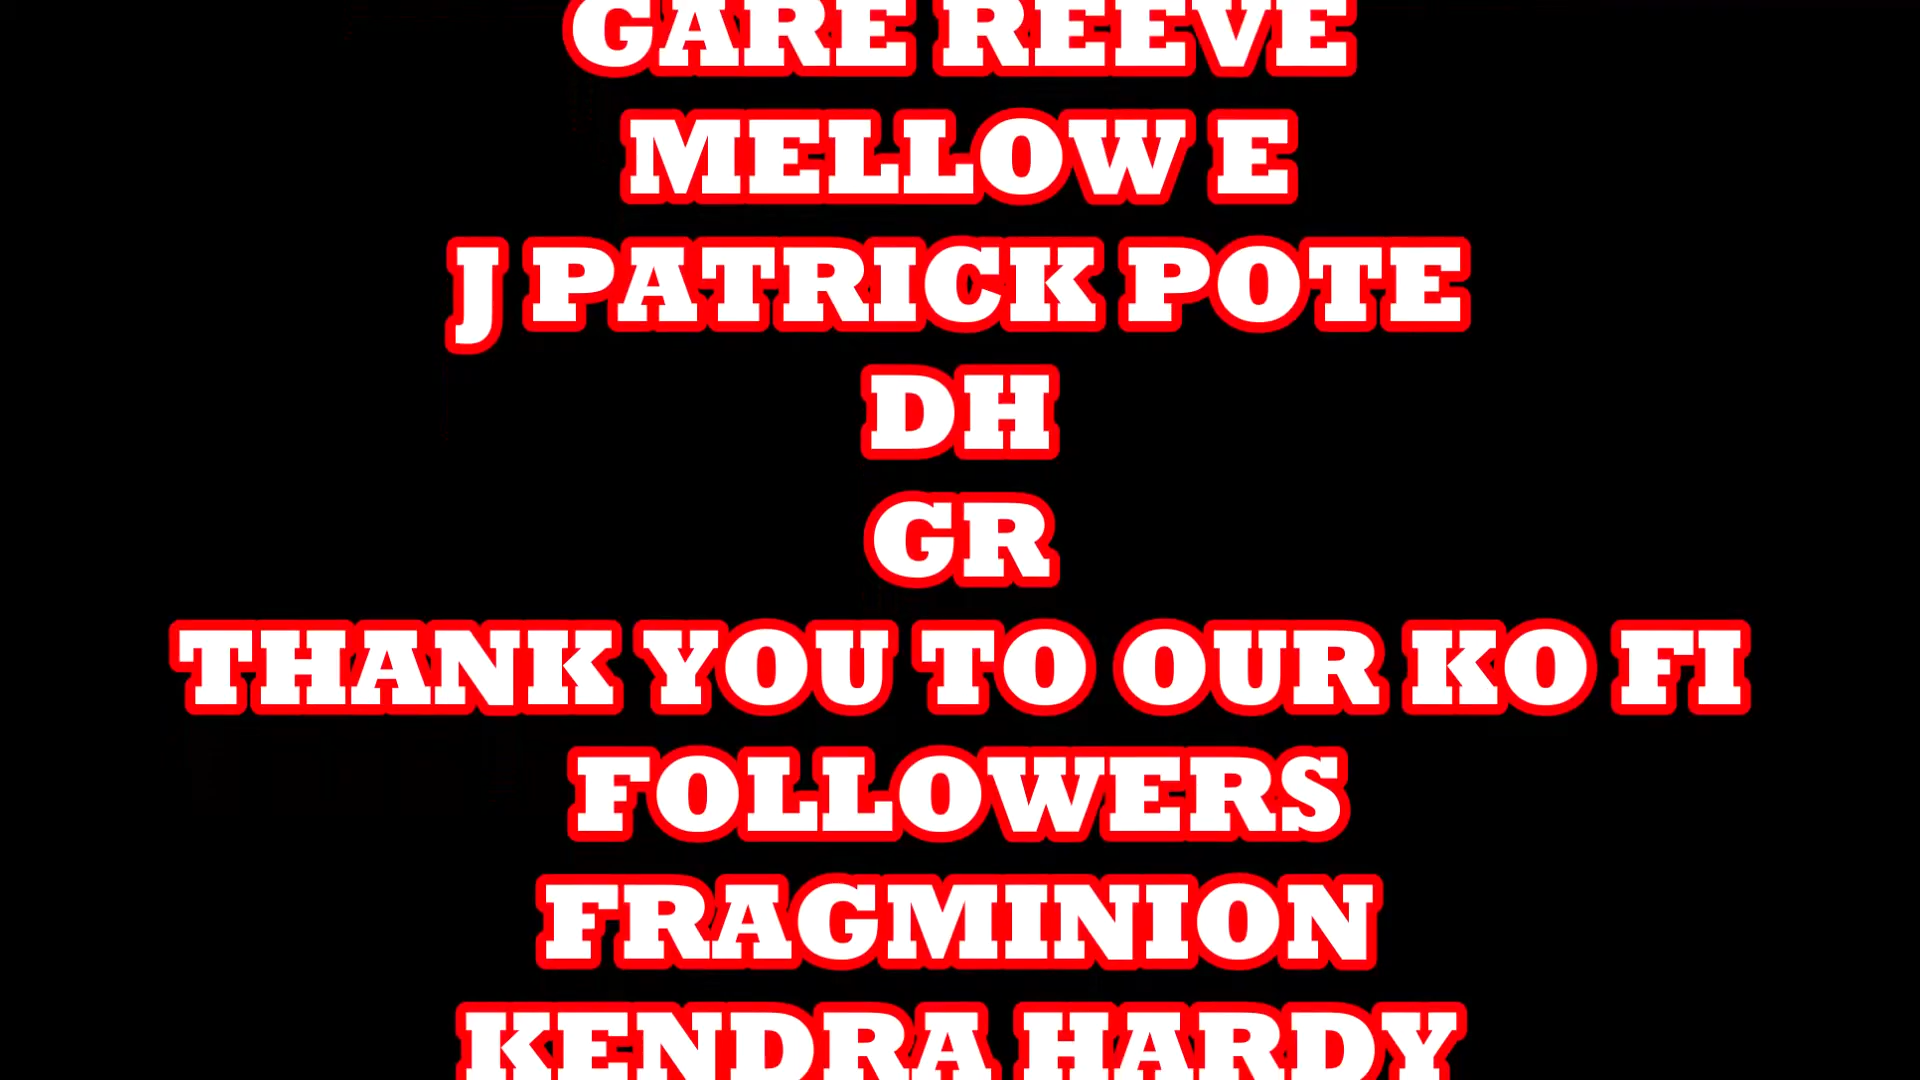 GARE REEVE
MELLOW E
J PATRICK POTE
DH
GR
THANK YOU TO OUR KO FI
FOLLOWERS
FRAGMINION
KENDRA HARDY